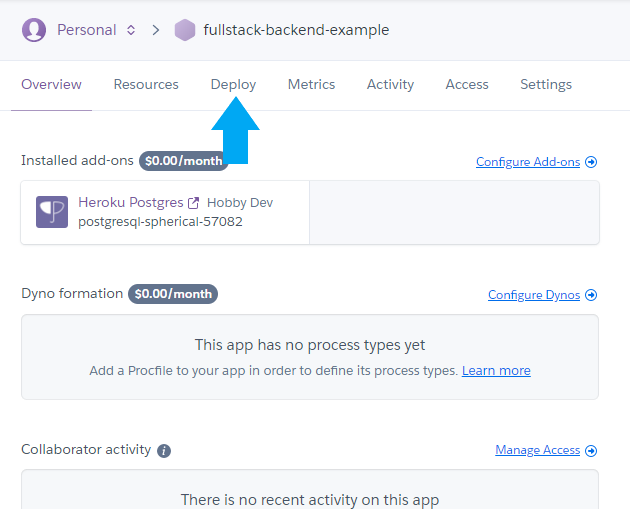 Personal > fullstack-backend-example
Overview Resources Deploy Metrics Activity Access Settings
Installed add-ons $0.00/month Configure Add-ons
Heroku Postgres Hobby Dev
postgresql-spherical-57082
Dyno formation $0.00/month Configure Dynos
This app has no process types yet
Add a Procfile to your app in order to define its process types. Learn more
Collaborator activity i Manage Access
There is no recent activity on this app